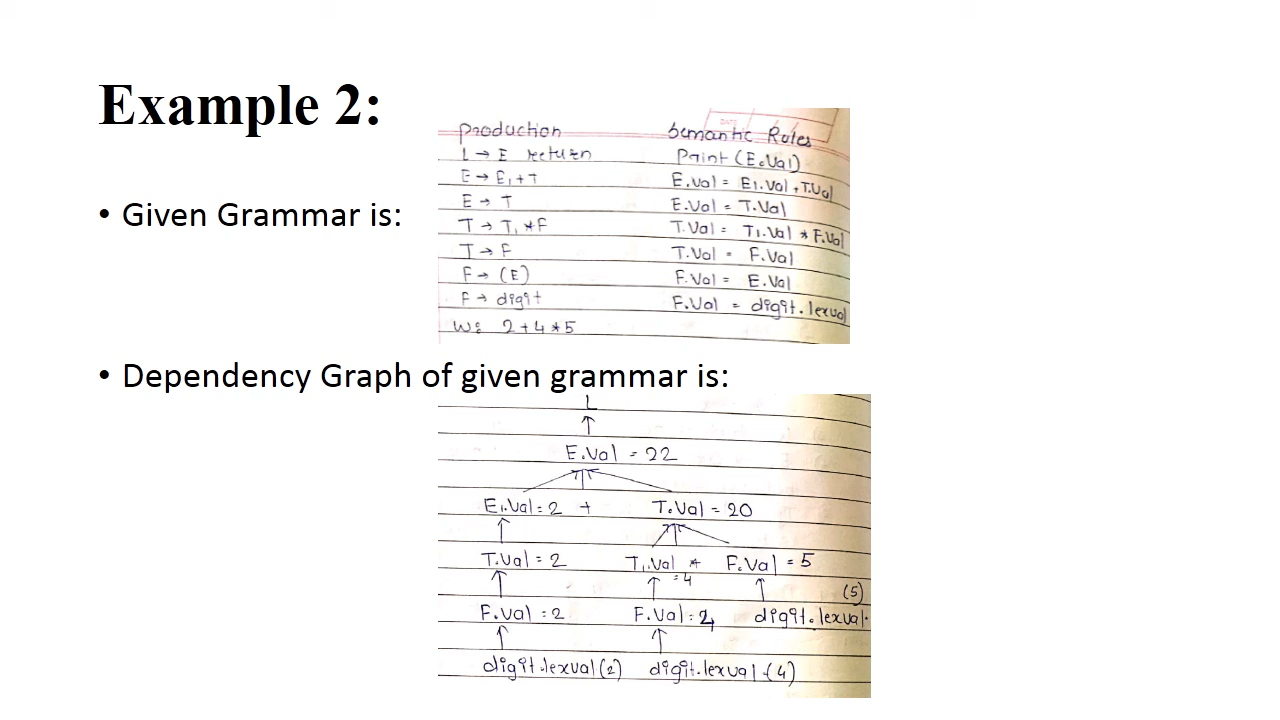 Example 2:
• Given Grammar is:
Production Semantic Rules
L → E return Print (E.Val)
E → E₁ + T E.Val = E₁.Val + T.Val
E → T E.Val = T.Val
T → T₁ * F T.Val = T₁.Val * F.Val
T → F T.Val = F.Val
F → (E) F.Val = E.Val
F → digit F.Val = digit.lexval
W: 2 + 4 * 5
• Dependency Graph of given grammar is:
L
E.Val = 22
E₁.Val = 2 + T.Val = 20
T.Val = 2 T₁.Val * F.Val = 5
= 4
(5)
F.Val = 2 F.Val = 4 digit.lexval.
digit.lexval(2) digit.lexval(4)